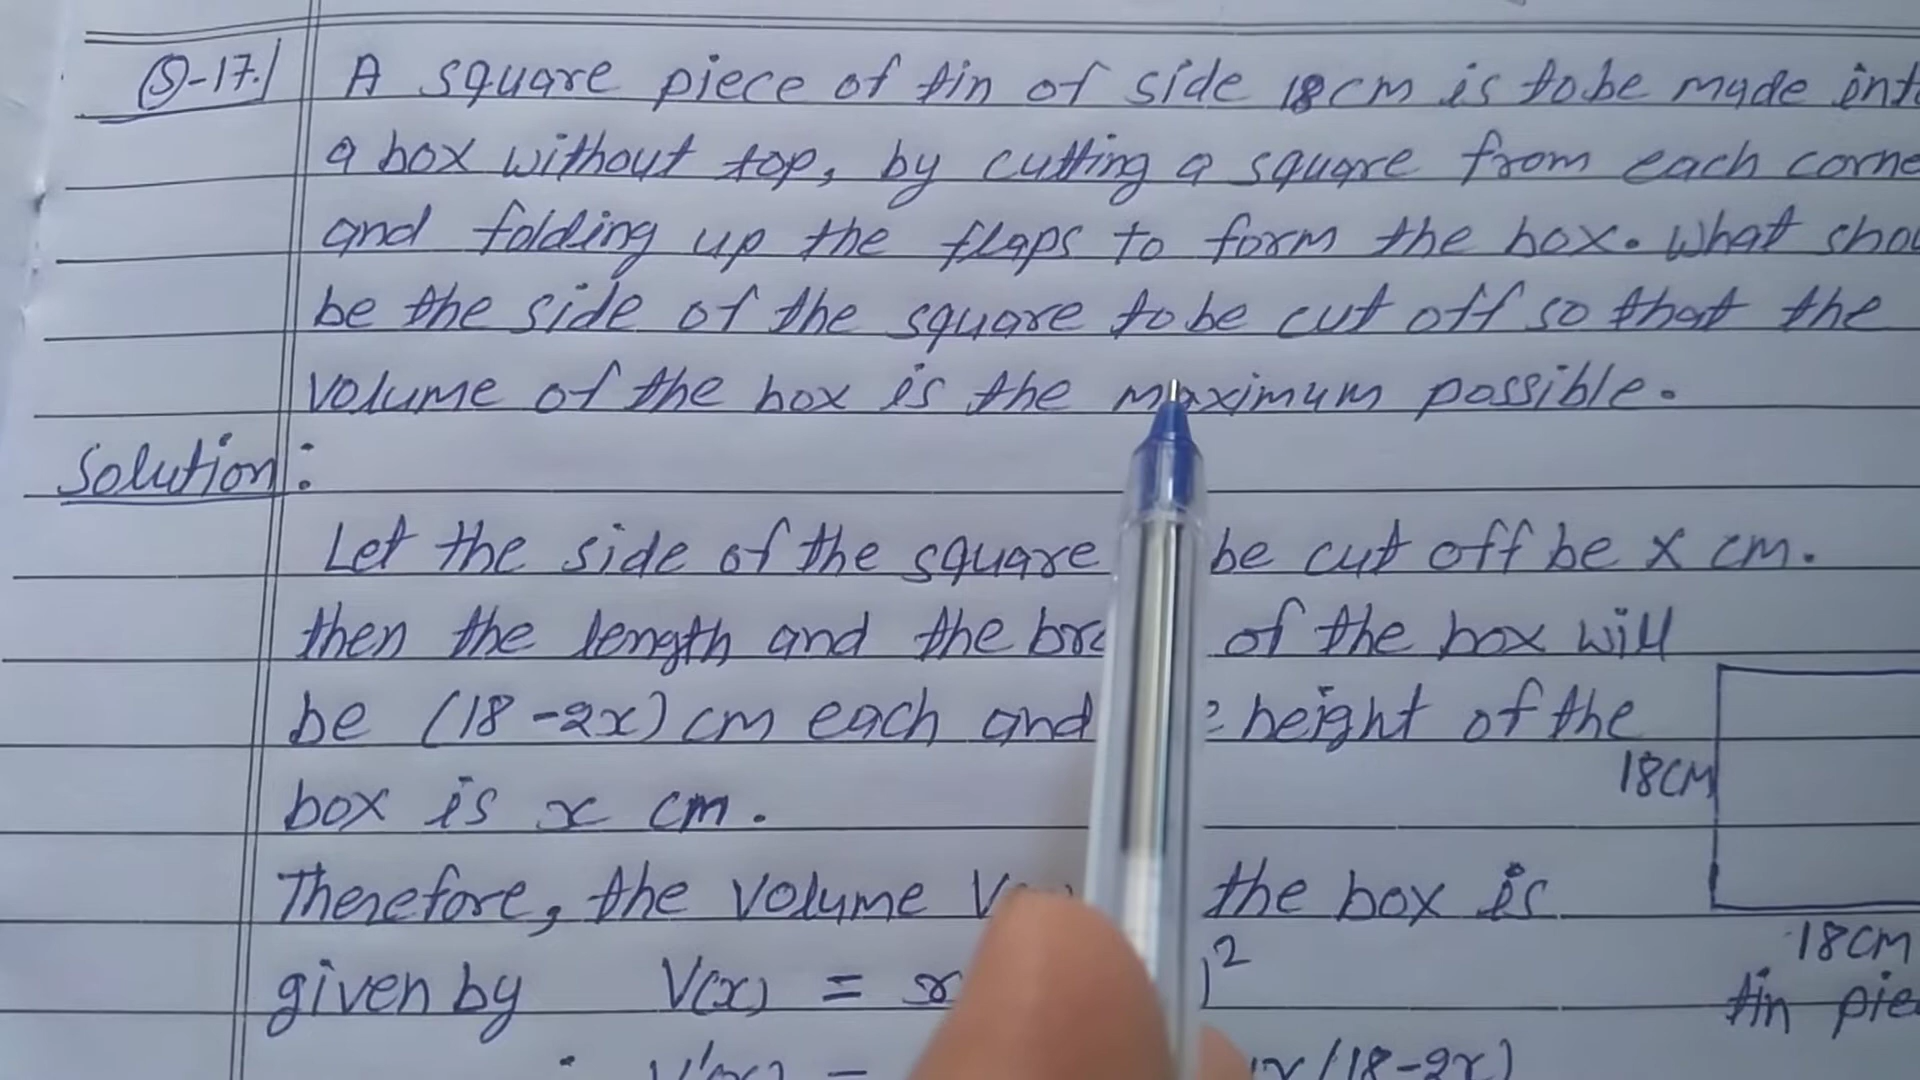 Q-17.) A square piece of tin of side 18cm is to be made
a box without top, by cutting a square from each
and folding up the flaps to form the box. What
be the side of the square to be cut off so that the
volume of the box is the maximum possible.
Solution:
Let the side of the square be cut off be x cm.
then the length and the of the box will
be (18-2x) cm each and height of the
18cm
box is x cm.
Therefore, the volume the box is
18cm
given by V(x) = x )²
tin
V'(x) = x(18-2x)